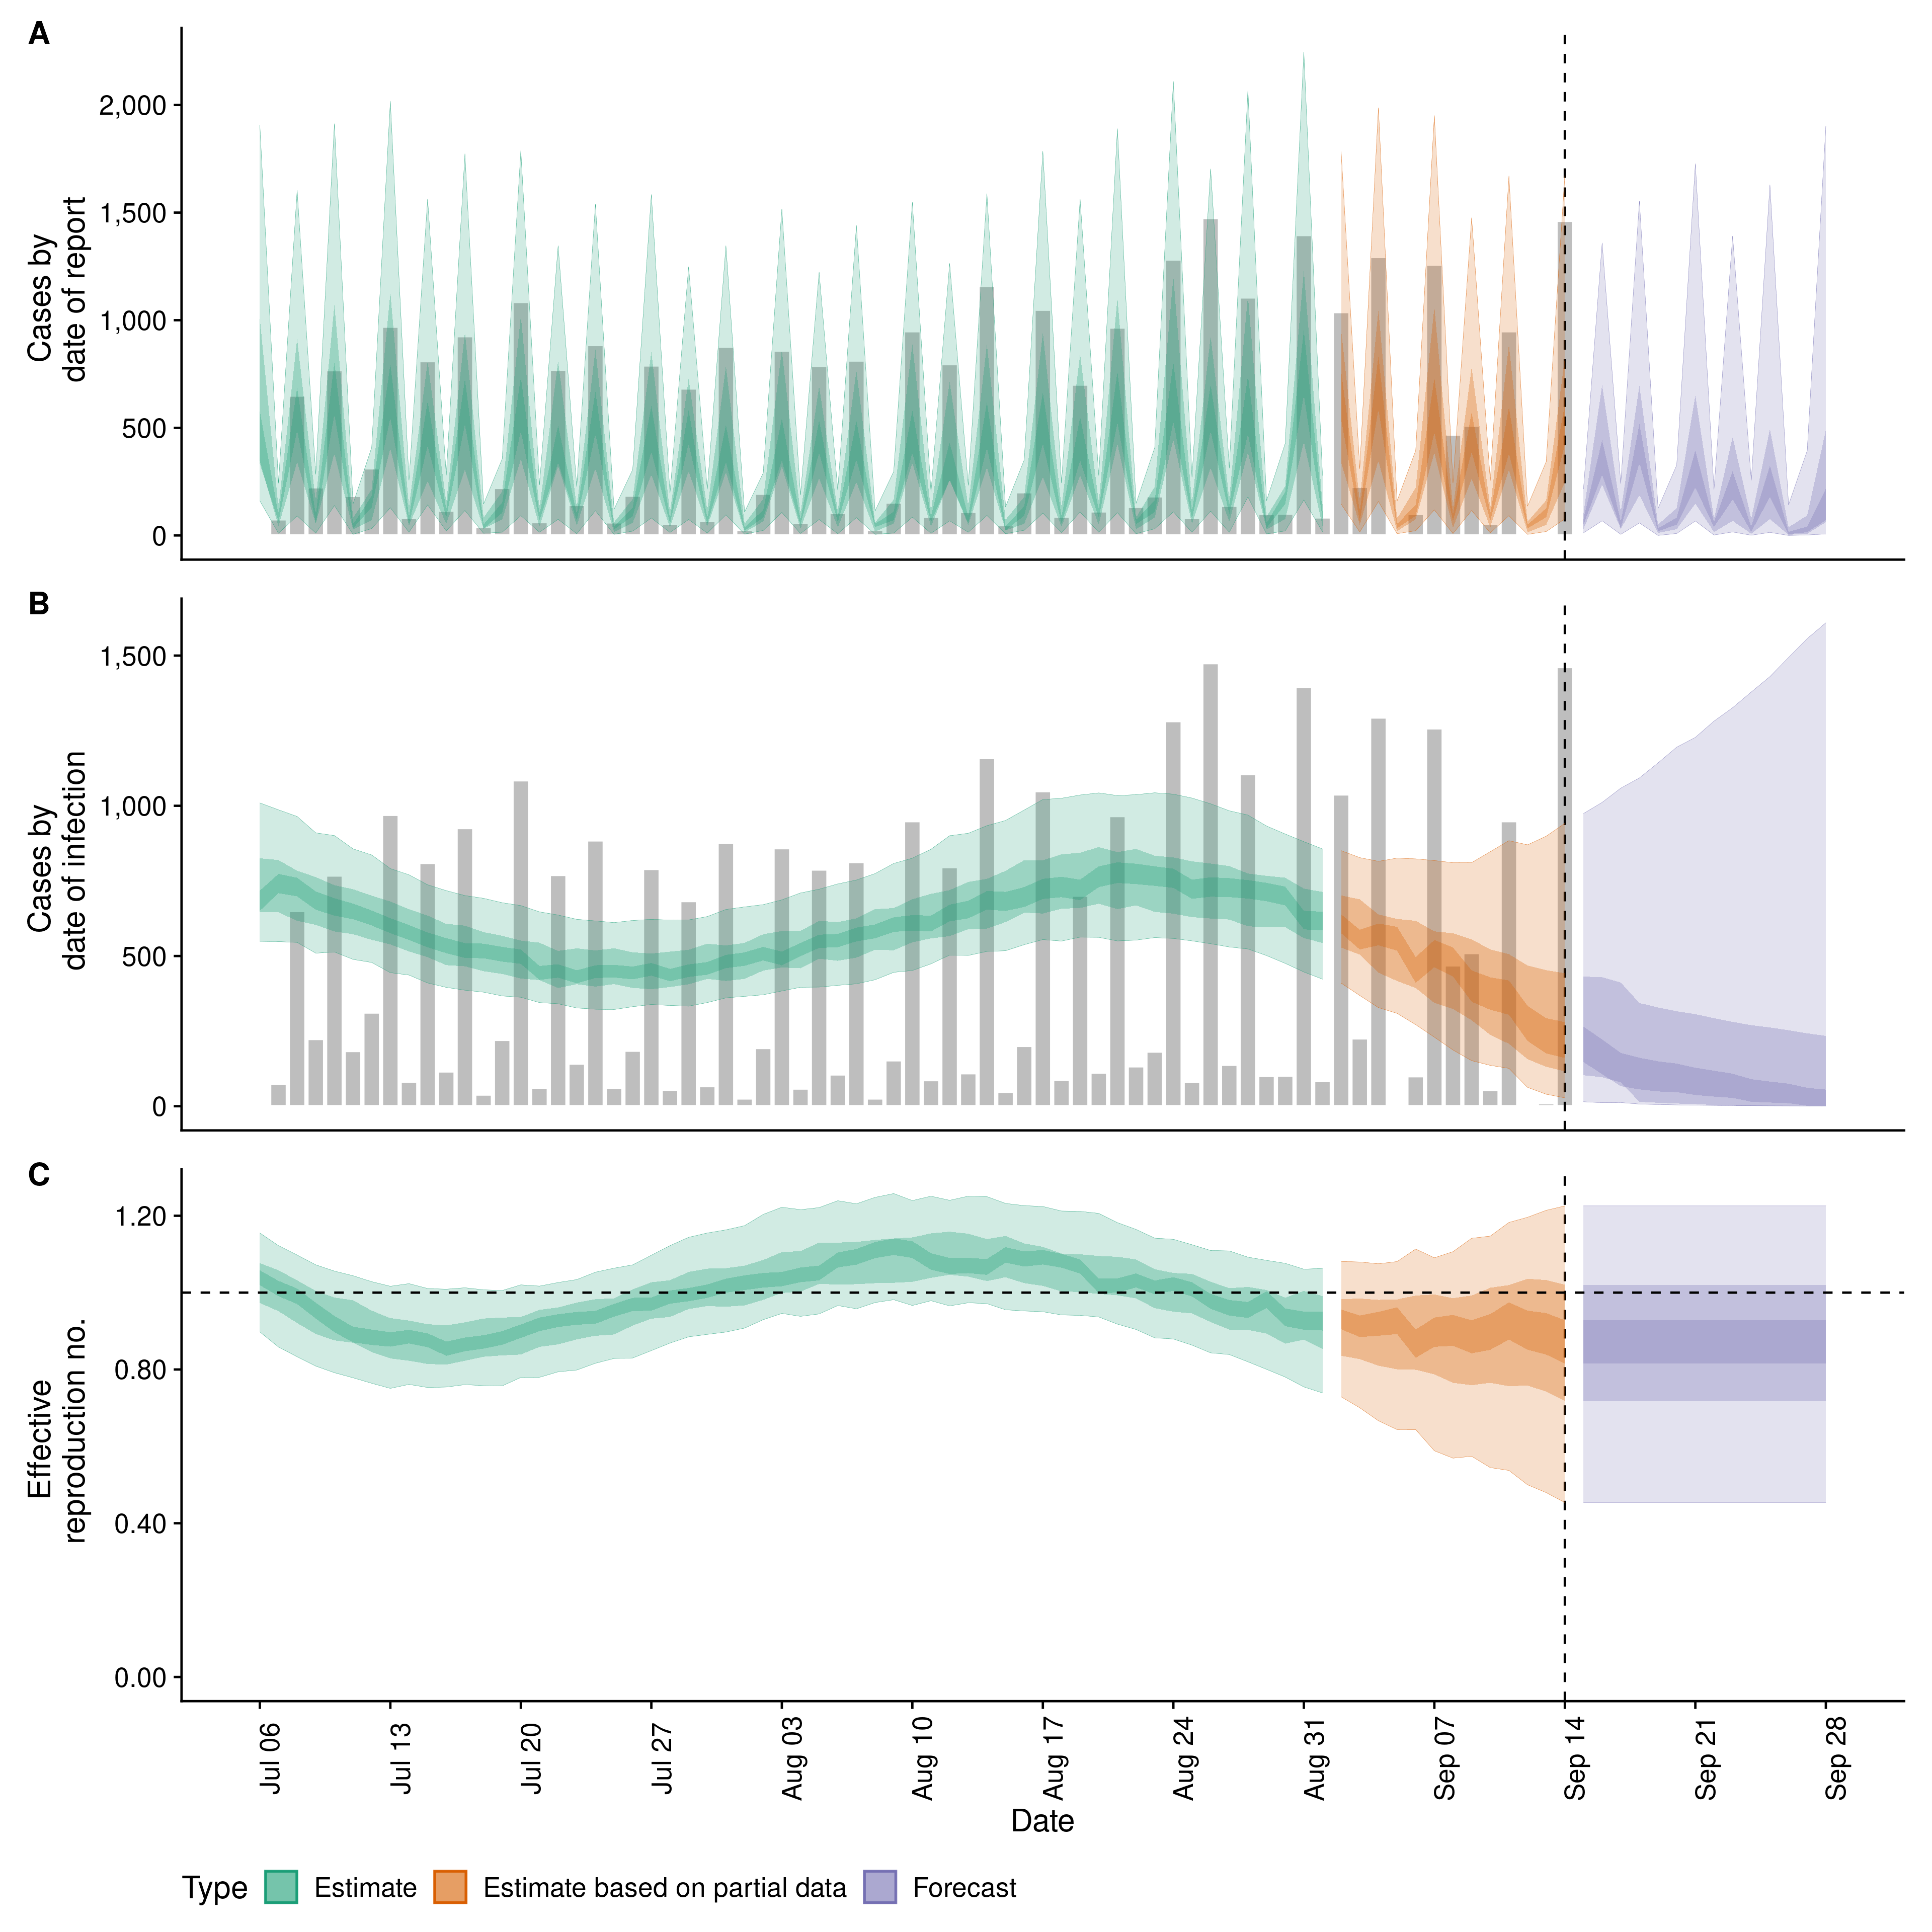 A
Cases by
date of report
2,000
1,500
1,000
500
0
B
Cases by
date of infection
1,500
1,000
500
0
C
Effective
reproduction no.
1.20
0.80
0.40
0.00
Jul 06
Jul 13
Jul 20
Jul 27
Aug 03
Aug 10
Aug 17
Aug 24
Aug 31
Sep 07
Sep 14
Sep 21
Sep 28
Date
Type Estimate Estimate based on partial data Forecast